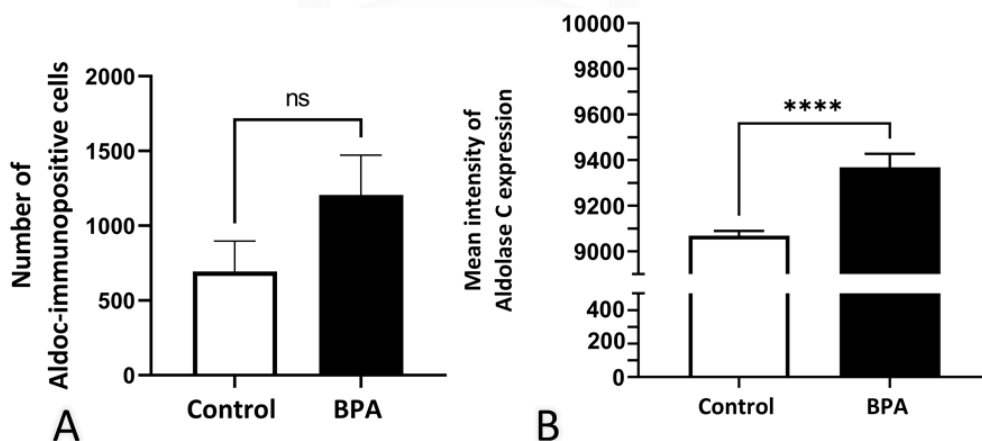 Number of
Aldoc-immunopositive cells
2000
1500
1000
500
0
ns
Control
BPA
A
Mean intensity of
Aldolase C expression
10000
9800
9600
9400
9200
9000
400
200
0
****
Control
BPA
B